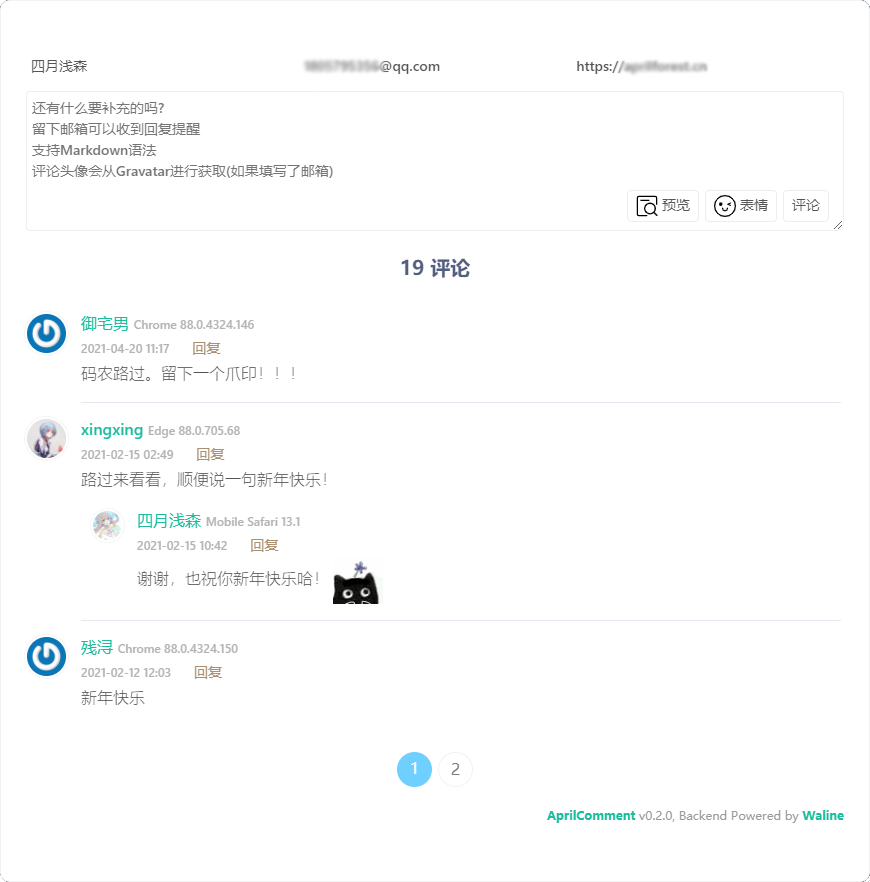 四月浅森 @qq.com https://
还有什么要补充的吗?
留下邮箱可以收到回复提醒
支持Markdown语法
评论头像会从Gravatar进行获取(如果填写了邮箱)
预览 表情 评论
19 评论
御宅男 Chrome 88.0.4324.146
2021-04-20 11:17 回复
码农路过。留下一个爪印！！！
xingxing Edge 88.0.705.68
2021-02-15 02:49 回复
路过来看看，顺便说一句新年快乐！
四月浅森 Mobile Safari 13.1
2021-02-15 10:42 回复
谢谢，也祝你新年快乐哈！
残浔 Chrome 88.0.4324.150
2021-02-12 12:03 回复
新年快乐
1 2
AprilComment v0.2.0, Backend Powered by Waline